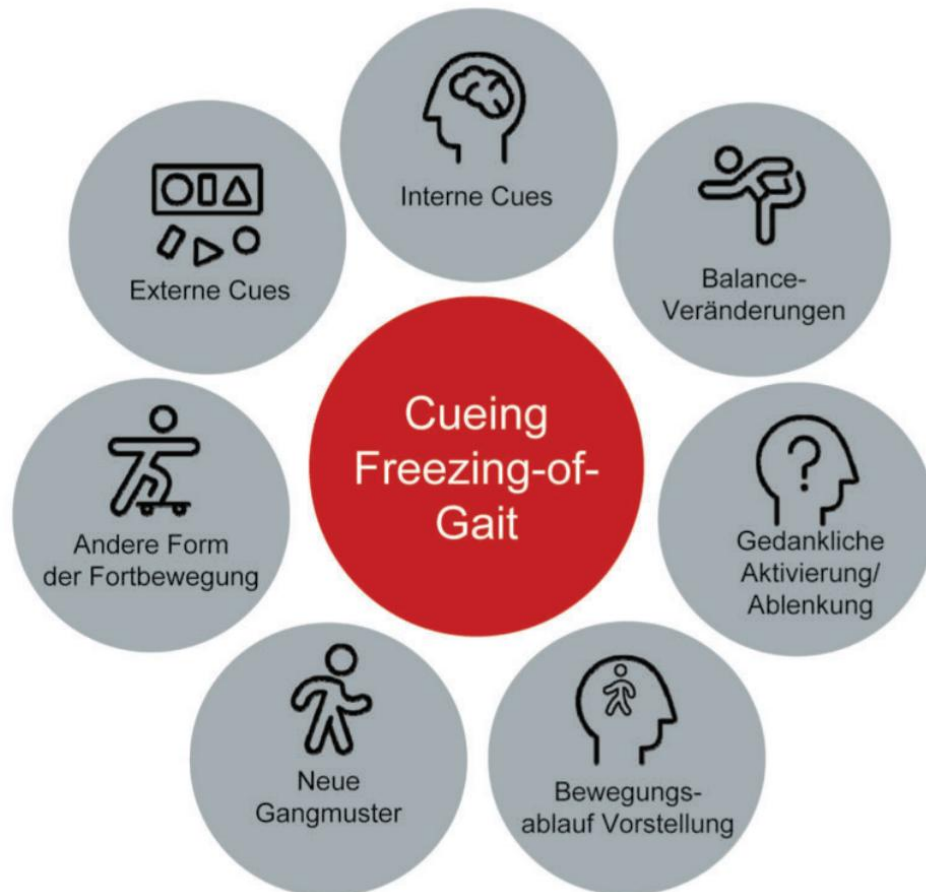 Interne Cues
Externe Cues
Balance-
Veränderungen
Cueing
Freezing-of-
Gait
Andere Form
der Fortbewegung
Gedankliche
Aktivierung/
Ablenkung
Neue
Gangmuster
Bewegungs-
ablauf Vorstellung